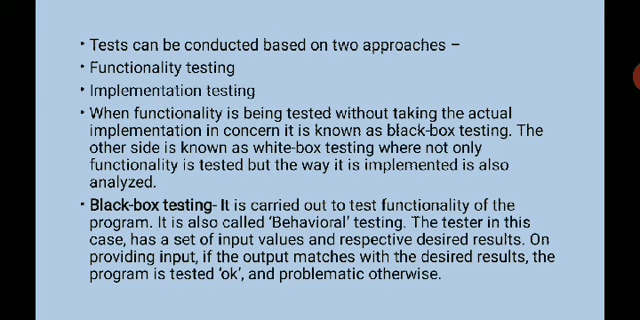 • Tests can be conducted based on two approaches –
• Functionality testing
• Implementation testing
• When functionality is being tested without taking the actual
implementation in concern it is known as black-box testing. The
other side is known as white-box testing where not only
functionality is tested but the way it is implemented is also
analyzed.
• Black-box testing- It is carried out to test functionality of the
program. It is also called ‘Behavioral’ testing. The tester in this
case, has a set of input values and respective desired results. On
providing input, if the output matches with the desired results, the
program is tested ‘ok’, and problematic otherwise.